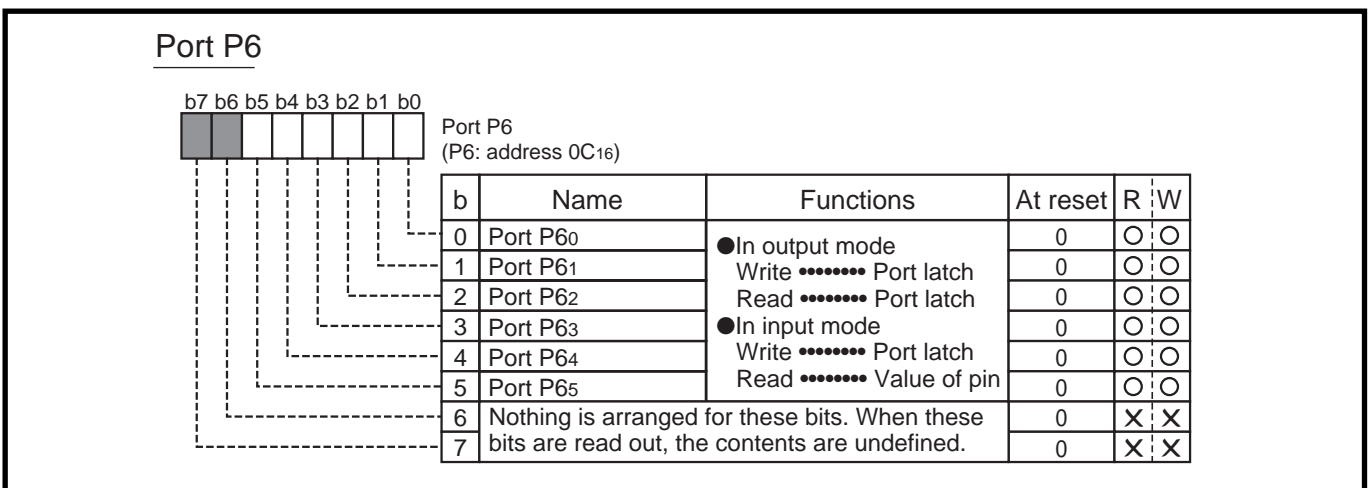 Port P6
b7 b6 b5 b4 b3 b2 b1 b0
Port P6
(P6: address 0C16)
b Name Functions At reset R W
0 Port P60 0 O O
1 Port P61 0 O O
2 Port P62 0 O O
3 Port P63 0 O O
4 Port P64 0 O O
5 Port P65 0 O O
●In output mode
Write •••••••• Port latch
Read •••••••• Port latch
●In input mode
Write •••••••• Port latch
Read •••••••• Value of pin
6 Nothing is arranged for these bits. When these 0 X X
7 bits are read out, the contents are undefined. 0 X X